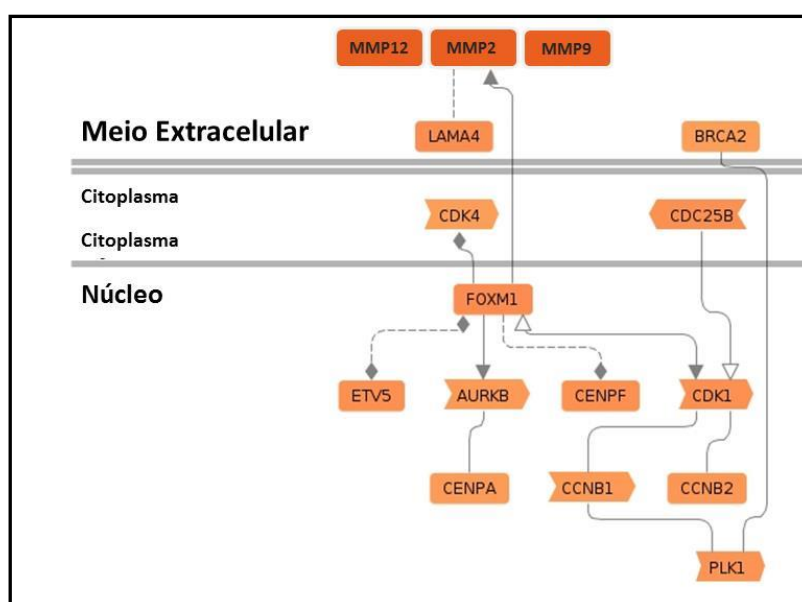 MMP12 MMP2 MMP9
Meio Extracelular LAMA4 BRCA2
Citoplasma
CDK4 CDC25B
Citoplasma
Núcleo FOXM1
ETV5 AURKB CENPF CDK1
CENPA CCNB1 CCNB2
PLK1